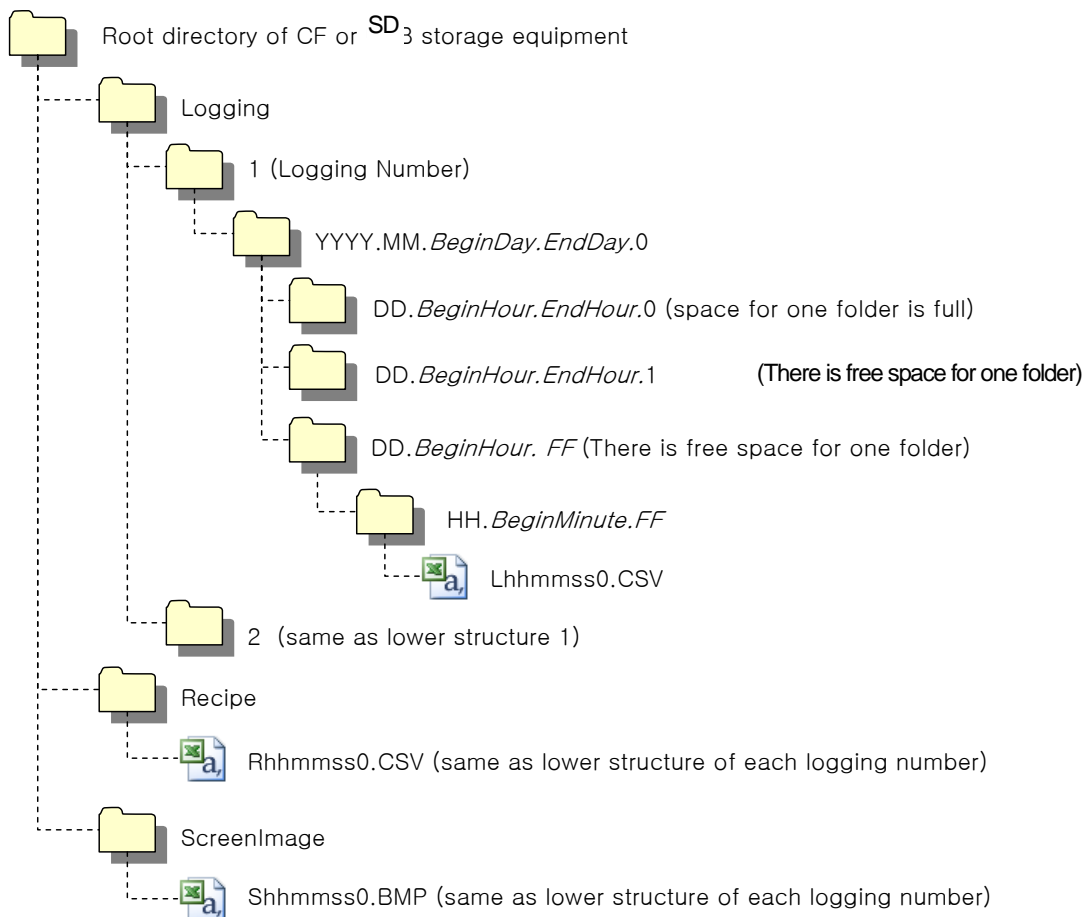 Root directory of CF or SD3 storage equipment
Logging
1 (Logging Number)
YYYY.MM.BeginDay.EndDay.0
DD.BeginHour.EndHour.0 (space for one folder is full)
DD.BeginHour.EndHour.1 (There is free space for one folder)
DD.BeginHour. FF (There is free space for one folder)
HH.BeginMinute.FF
Lhhmmss0.CSV
2 (same as lower structure 1)
Recipe
Rhhmmss0.CSV (same as lower structure of each logging number)
ScreenImage
Shhmmss0.BMP (same as lower structure of each logging number)